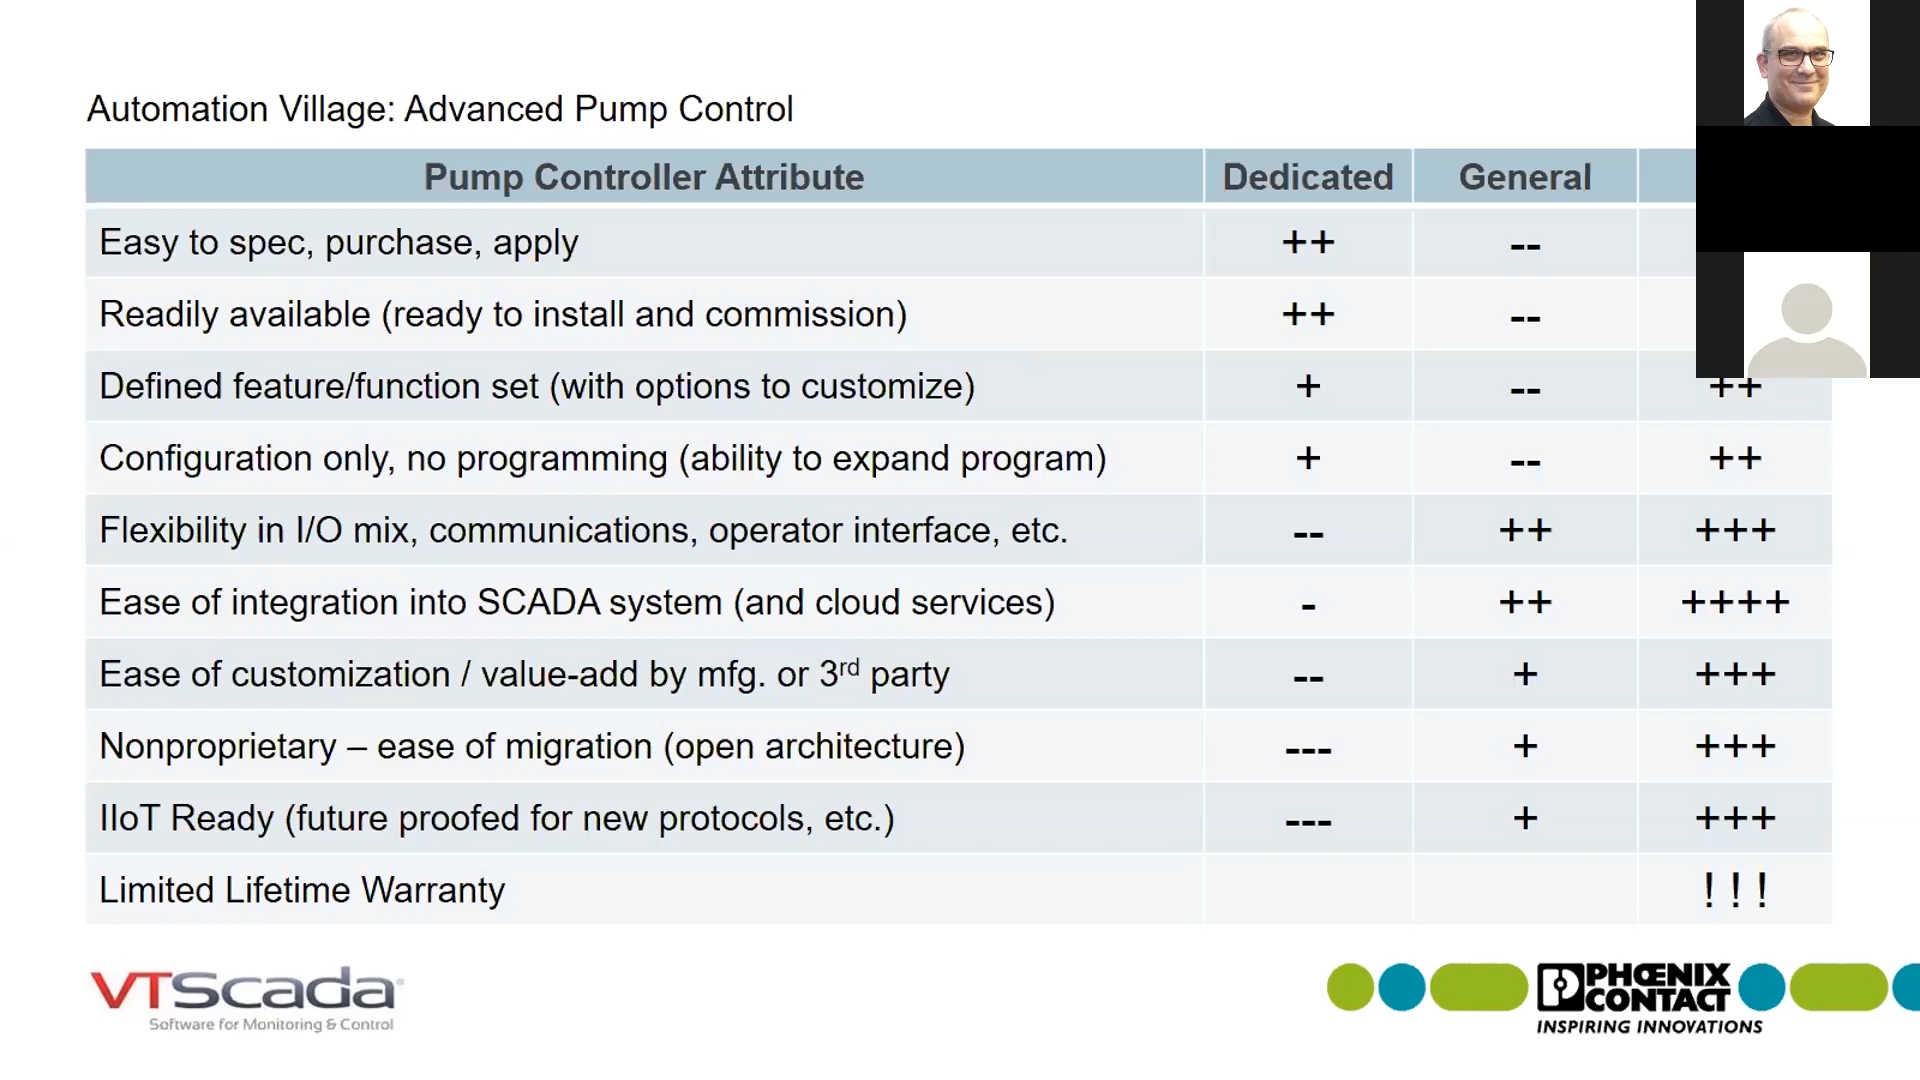 Automation Village: Advanced Pump Control
Pump Controller Attribute Dedicated General
Easy to spec, purchase, apply ++ --
Readily available (ready to install and commission) ++ --
Defined feature/function set (with options to customize) + -- ++
Configuration only, no programming (ability to expand program) + -- ++
Flexibility in I/O mix, communications, operator interface, etc. -- ++ +++
Ease of integration into SCADA system (and cloud services) - ++ ++++
Ease of customization / value-add by mfg. or 3rd party -- + +++
Nonproprietary – ease of migration (open architecture) --- + +++
IIoT Ready (future proofed for new protocols, etc.) --- + +++
Limited Lifetime Warranty ! ! !
VTScada
Software for Monitoring & Control
PHŒNIX
CONTACT
INSPIRING INNOVATIONS